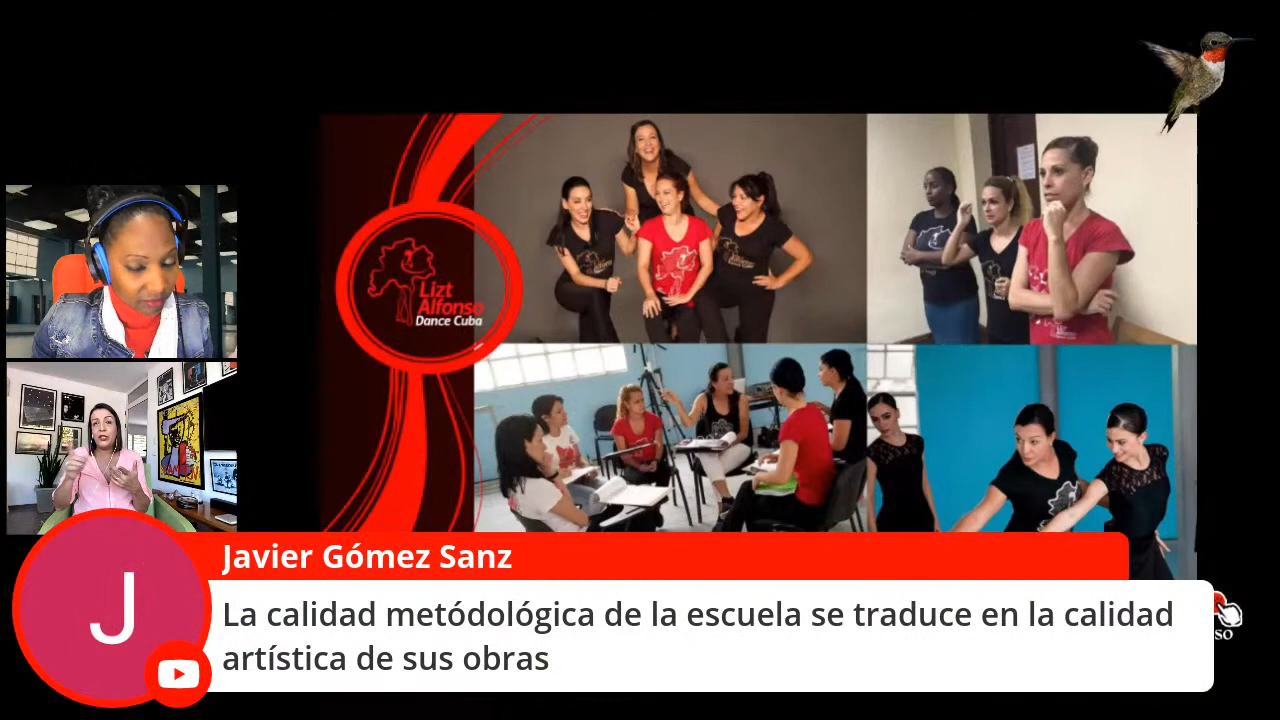 Lizt
Alfonso
Dance Cuba
Javier Gómez Sanz
La calidad metódológica de la escuela se traduce en la calidad
artística de sus obras
J
SO